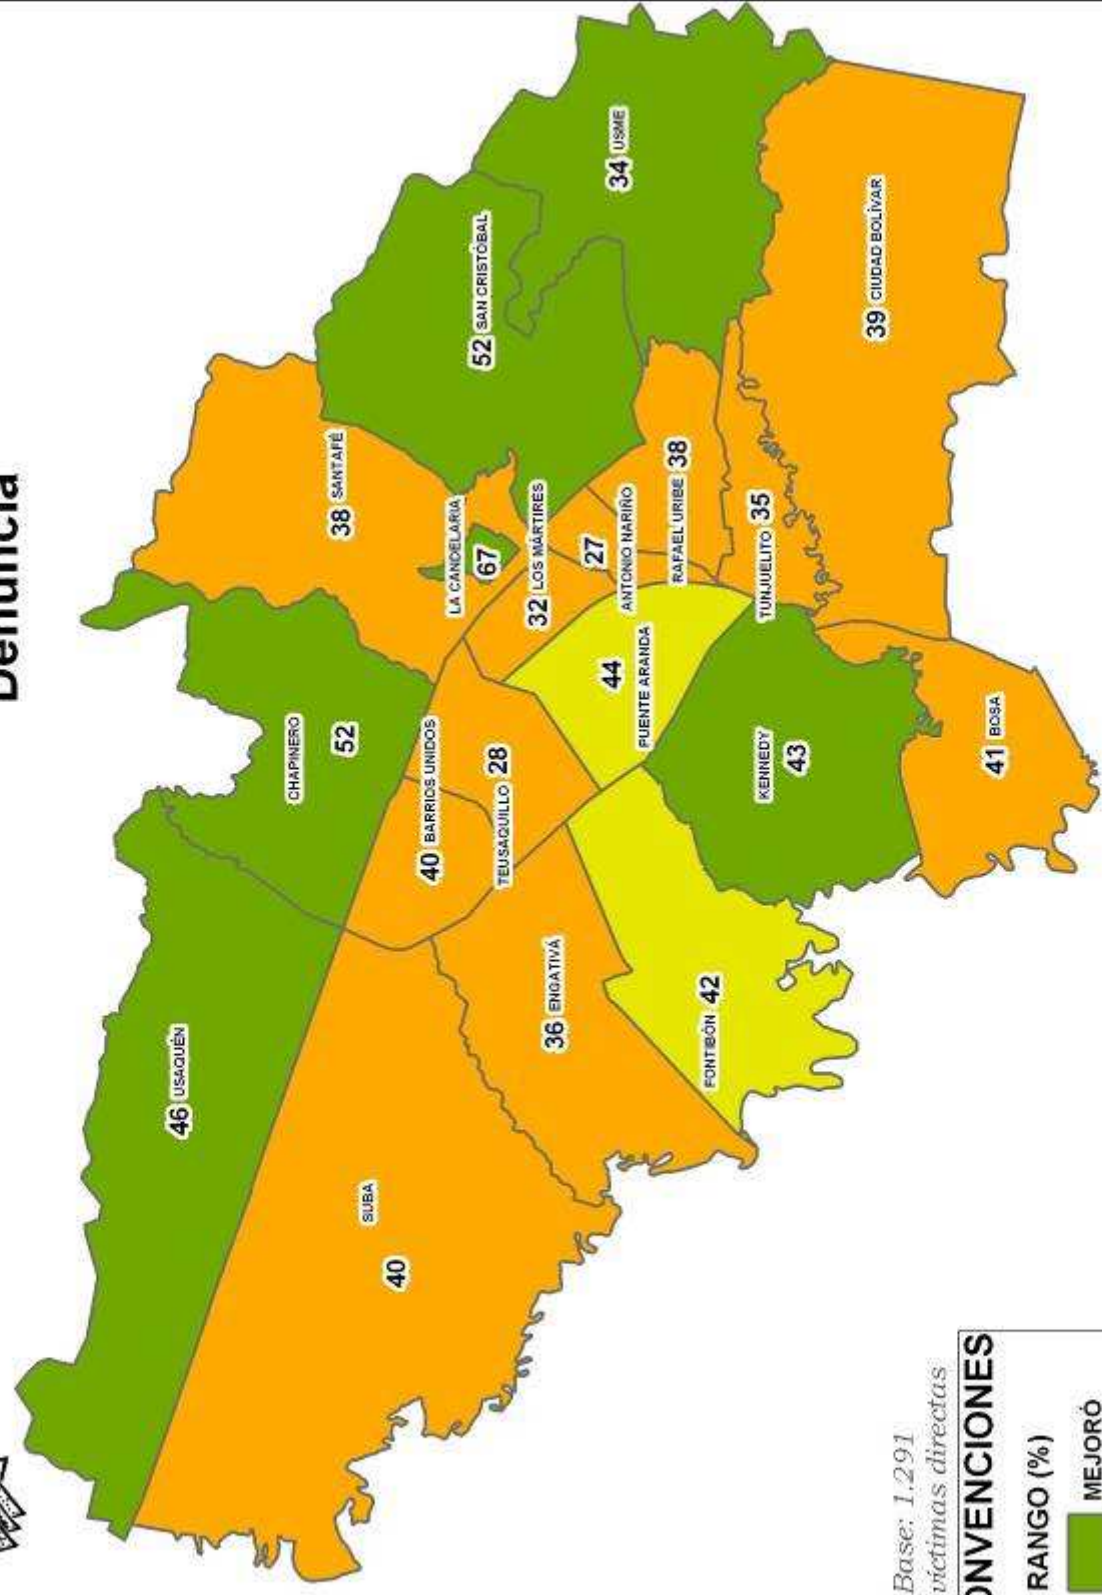 Denuncia
34 USME
52 SAN CRISTÓBAL
39 CIUDAD BOLÍVAR
38 SANTAFÉ
LA CANDELARIA
67
32 LOS MÁRTIRES
27
ANTONIO NARIÑO
RAFAEL URIBE 38
TUNJUELITO 35
CHAPINERO
52
40 BARRIOS UNIDOS
TEUSAQUILLO 28
44
PUENTE ARANDA
KENNEDY
43
41 BOSA
46 USAQUÉN
36 ENGATIVÁ
FONTIBÓN 42
SUBA
40
Base: 1.291
víctimas directas
ONVENCIONES
RANGO (%)
MEJORÓ